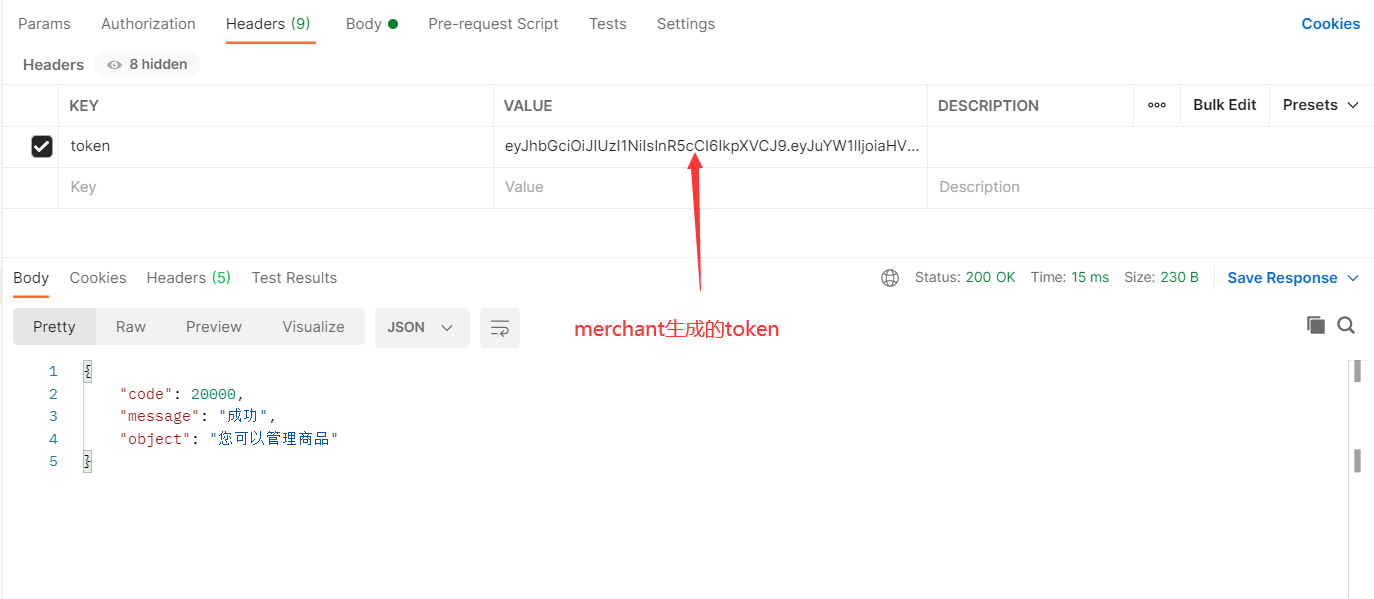 Params Authorization Headers (9) Body Pre-request Script Tests Settings Cookies
Headers 8 hidden
KEY VALUE DESCRIPTION ooo Bulk Edit Presets
token eyJhbGciOiJIUzI1NiIsInR5cCI6IkpXVCJ9.eyJuYW1lIjoiaHV...
Key Value Description
Body Cookies Headers (5) Test Results Status: 200 OK Time: 15 ms Size: 230 B Save Response
Pretty Raw Preview Visualize JSON
merchant生成的token
1 {
2 "code": 20000,
3 "message": "成功",
4 "object": "您可以管理商品"
5 }